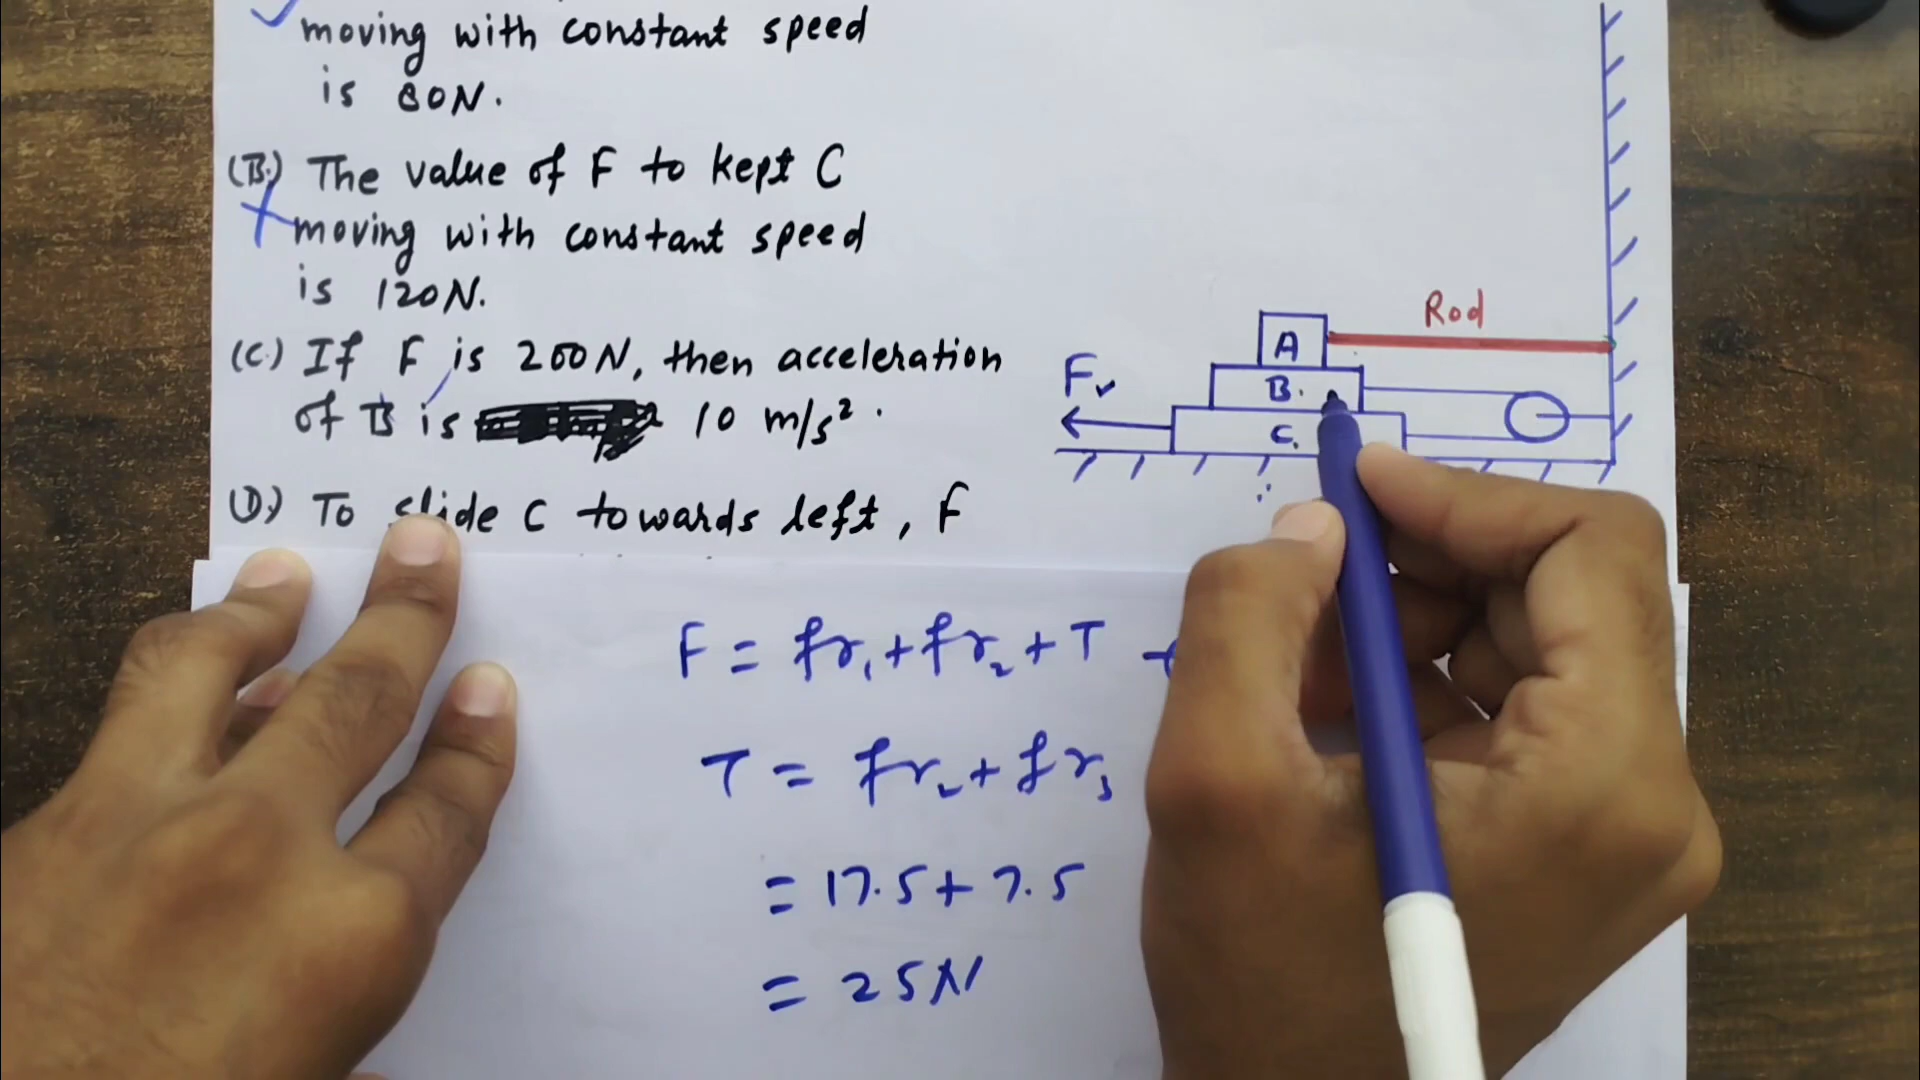 moving with constant speed
is 80N.
(B.) The value of F to kept C
moving with constant speed
is 120N.
(C.) If F is 200N, then acceleration
of B is 10 m/s² .
(D.) To slide C towards left, F
Rod
A
F
B.
C.
F = fr₁ + fr₂ + T
T = fr₂ + fr₃
= 17.5 + 7.5
= 25N